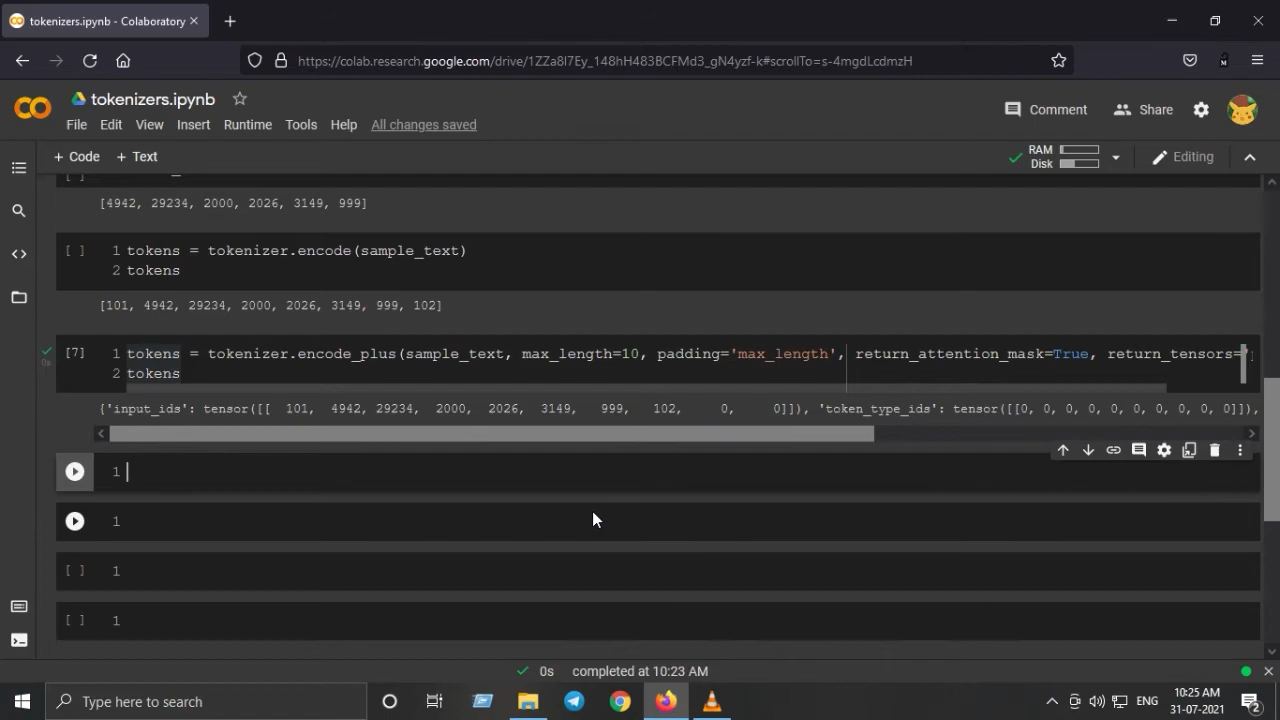 tokenizers.ipynb - Colaboratory
https://colab.research.google.com/drive/1ZZa8l7Ey_148hH483BCFMd3_gN4yzf-k#scrollTo=s-4mgdLcdmzH
tokenizers.ipynb
Comment
Share
File Edit View Insert Runtime Tools Help All changes saved
+ Code + Text
RAM
Disk
Editing
[ ]
[4942, 29234, 2000, 2026, 3149, 999]
[ ] 1 tokens = tokenizer.encode(sample_text)
2 tokens
[101, 4942, 29234, 2000, 2026, 3149, 999, 102]
[7] 1 tokens = tokenizer.encode_plus(sample_text, max_length=10, padding='max_length', return_attention_mask=True, return_tensors='
0s
2 tokens
{'input_ids': tensor([[ 101, 4942, 29234, 2000, 2026, 3149, 999, 102, 0, 0]]), 'token_type_ids': tensor([[0, 0, 0, 0, 0, 0, 0, 0, 0, 0]]),
1
1
[ ] 1
[ ] 1
0s completed at 10:23 AM
Type here to search
ENG
10:25 AM
31-07-2021
2